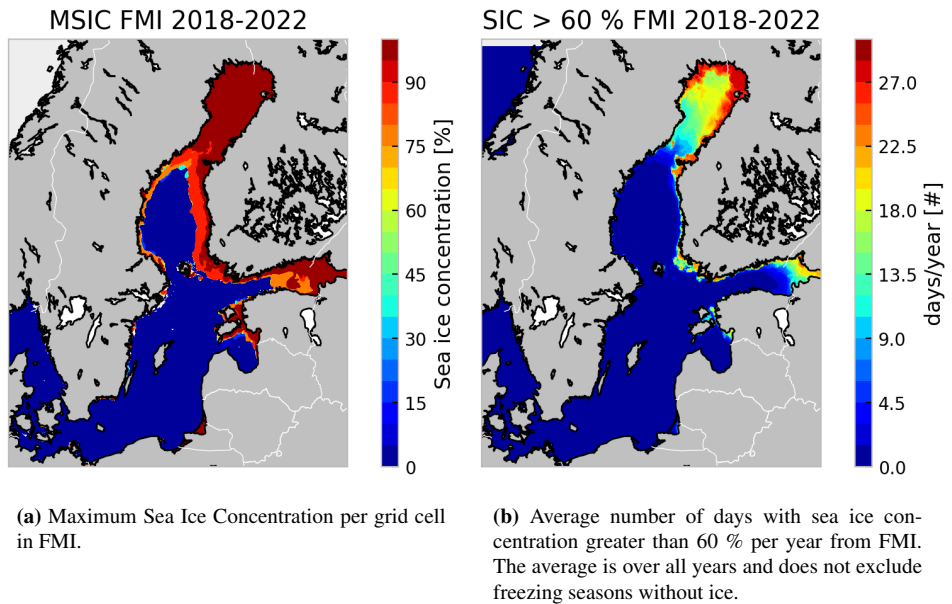 MSIC FMI 2018-2022
90
75
60
45
30
15
0
Sea ice concentration [%]
(a) Maximum Sea Ice Concentration per grid cell
in FMI.
SIC > 60 % FMI 2018-2022
27.0
22.5
18.0
13.5
9.0
4.5
0.0
days/year [#]
(b) Average number of days with sea ice con-
centration greater than 60 % per year from FMI.
The average is over all years and does not exclude
freezing seasons without ice.